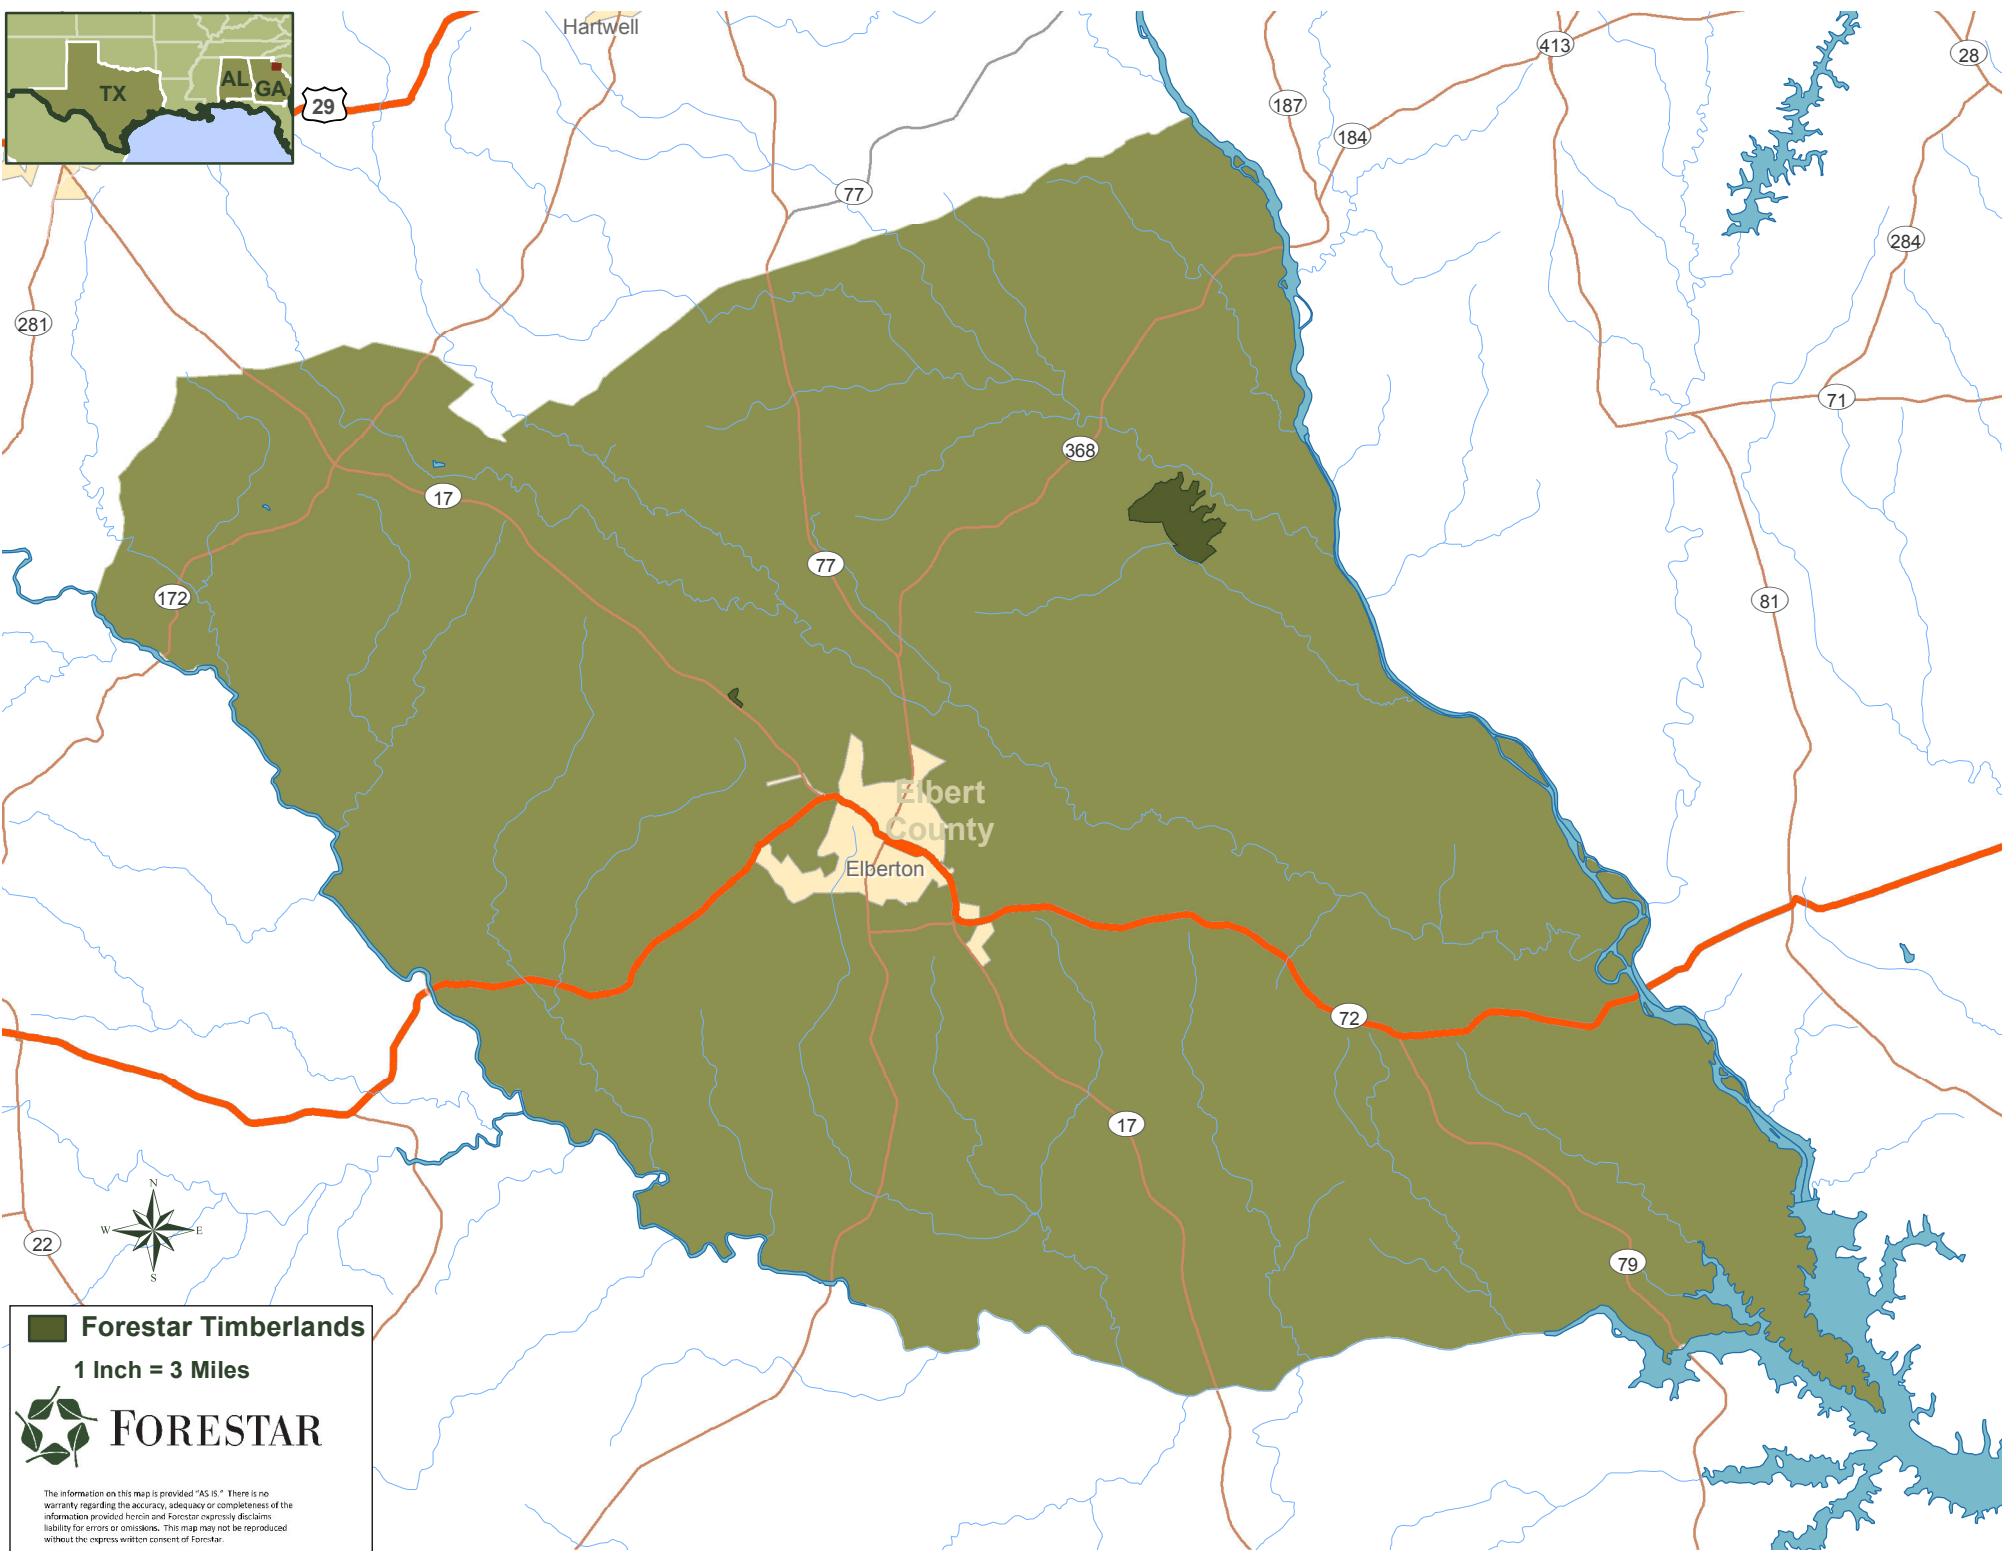 Hartwell
413
28
TX
AL
GA
29
187
184
77
284
281
71
368
17
77
172
81
Elbert
County
Elberton
72
17
N
W
E
S
22
79
Forestar Timberlands
1 Inch = 3 Miles
FORESTAR
The information on this map is provided "AS IS." There is no
warranty regarding the accuracy, adequacy or completeness of the
information provided herein and Forestar expressly disclaims
liability for errors or omissions. This map may not be reproduced
without the express written consent of Forestar.